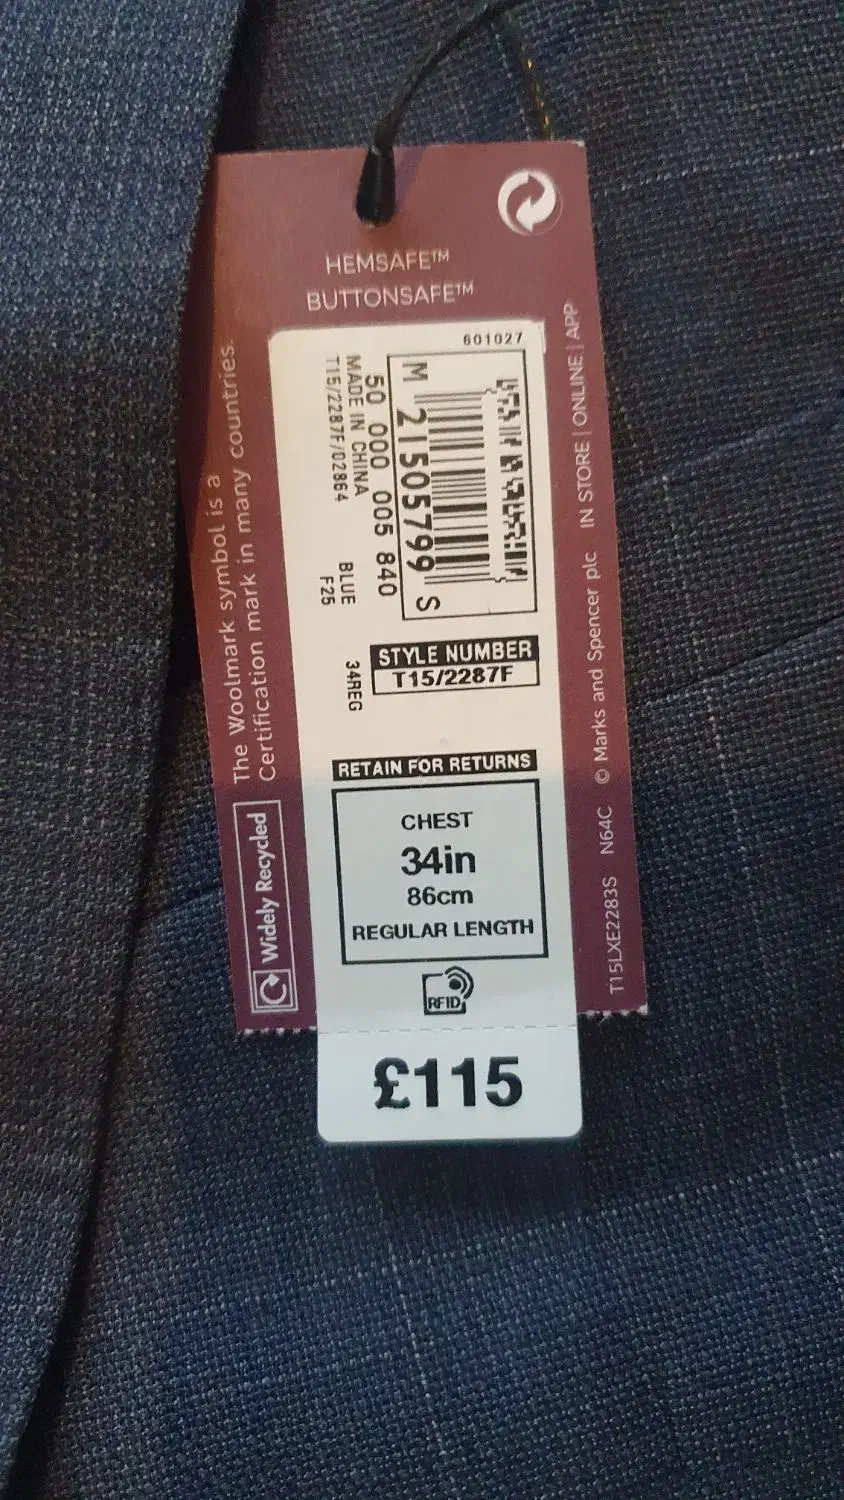 HEMSAFE™
BUTTONSAFE™
601027
M 21505799 S
50 000 005 840
MADE IN CHINA BLUE 34REG
T15/2287F/02864 F25
STYLE NUMBER
T15/2287F
RETAIN FOR RETURNS
CHEST
34in
86cm
REGULAR LENGTH
RFID
£115
The Woolmark symbol is a
Certification mark in many countries.
Widely Recycled
T15LXE2283S N64C © Marks and Spencer plc IN STORE | ONLINE | APP